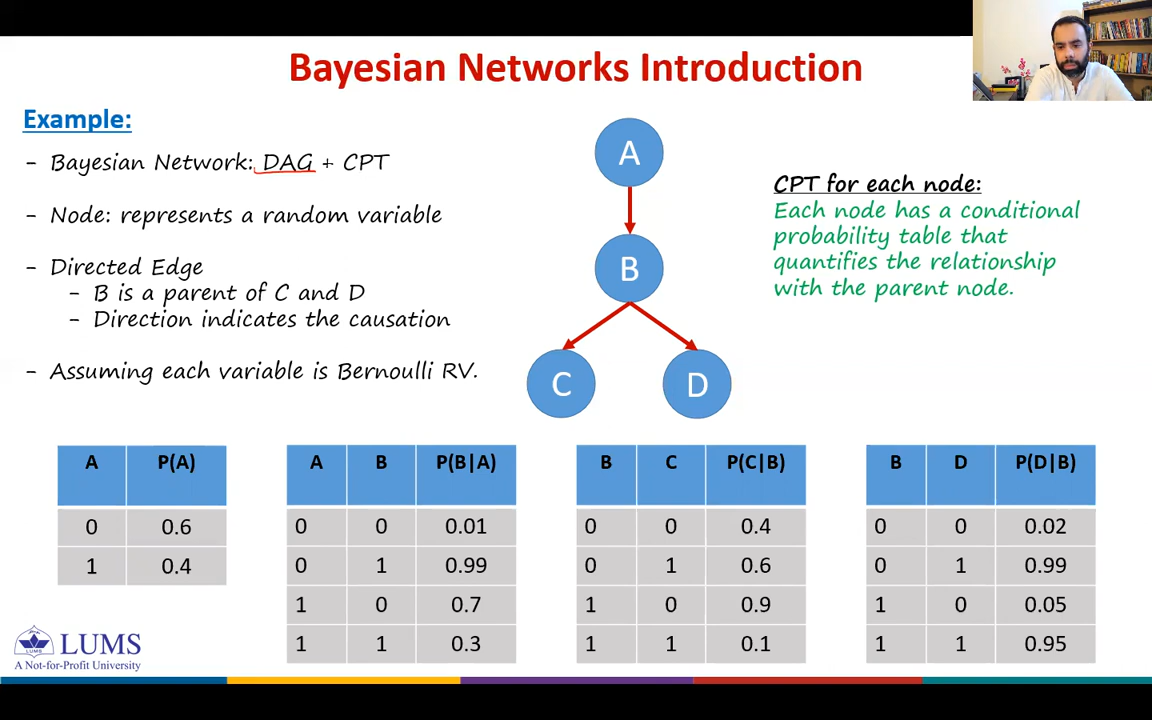 Bayesian Networks Introduction
Example:
- Bayesian Network: DAG + CPT
- Node: represents a random variable
- Directed Edge
- B is a parent of C and D
- Direction indicates the causation
- Assuming each variable is Bernoulli RV.
A
B
C
D
CPT for each node:
Each node has a conditional
probability table that
quantifies the relationship
with the parent node.
A P(A)
0 0.6
1 0.4
A B P(B|A)
0 0 0.01
0 1 0.99
1 0 0.7
1 1 0.3
B C P(C|B)
0 0 0.4
0 1 0.6
1 0 0.9
1 1 0.1
B D P(D|B)
0 0 0.02
0 1 0.99
1 0 0.05
1 1 0.95
LUMS
LUMS
A Not-for-Profit University